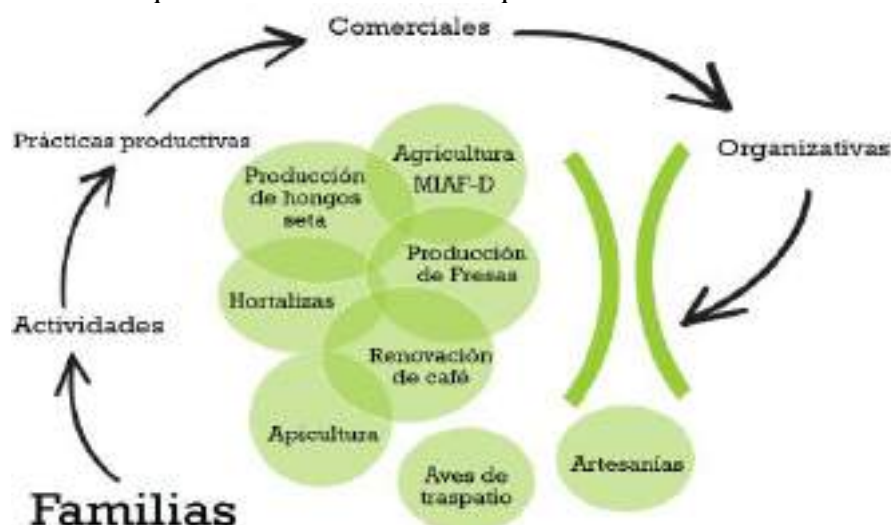 Comerciales
Prácticas productivas
Organizativas
Agricultura
MIAF-D
Producción
de hongos
seta
Producción
de Fresas
Hortalizas
Actividades
Renovación
de café
Apicultura
Aves de
traspatio
Artesanías
Familias